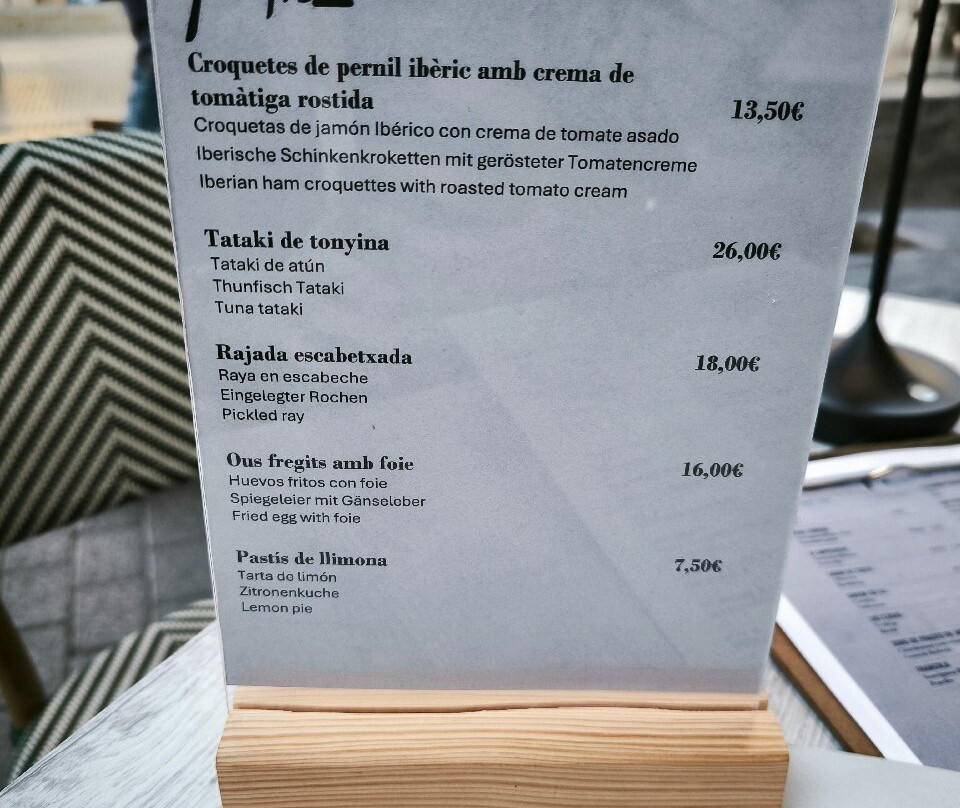 Croquetes de pernil ibèric amb crema de
tomàtiga rostida
13,50€
Croquetas de jamón Ibérico con crema de tomate asado
Iberische Schinkenkroketten mit gerösteter Tomatencreme
Iberian ham croquettes with roasted tomato cream
Tataki de tonyina
26,00€
Tataki de atún
Thunfisch Tataki
Tuna tataki
Rajada escabetxada
18,00€
Raya en escabeche
Eingelegter Rochen
Pickled ray
Ous fregits amb foie
16,00€
Huevos fritos con foie
Spiegeleier mit Gänseleber
Fried egg with foie
Pastís de llimona
7,50€
Tarta de limón
Zitronenkuche
Lemon pie